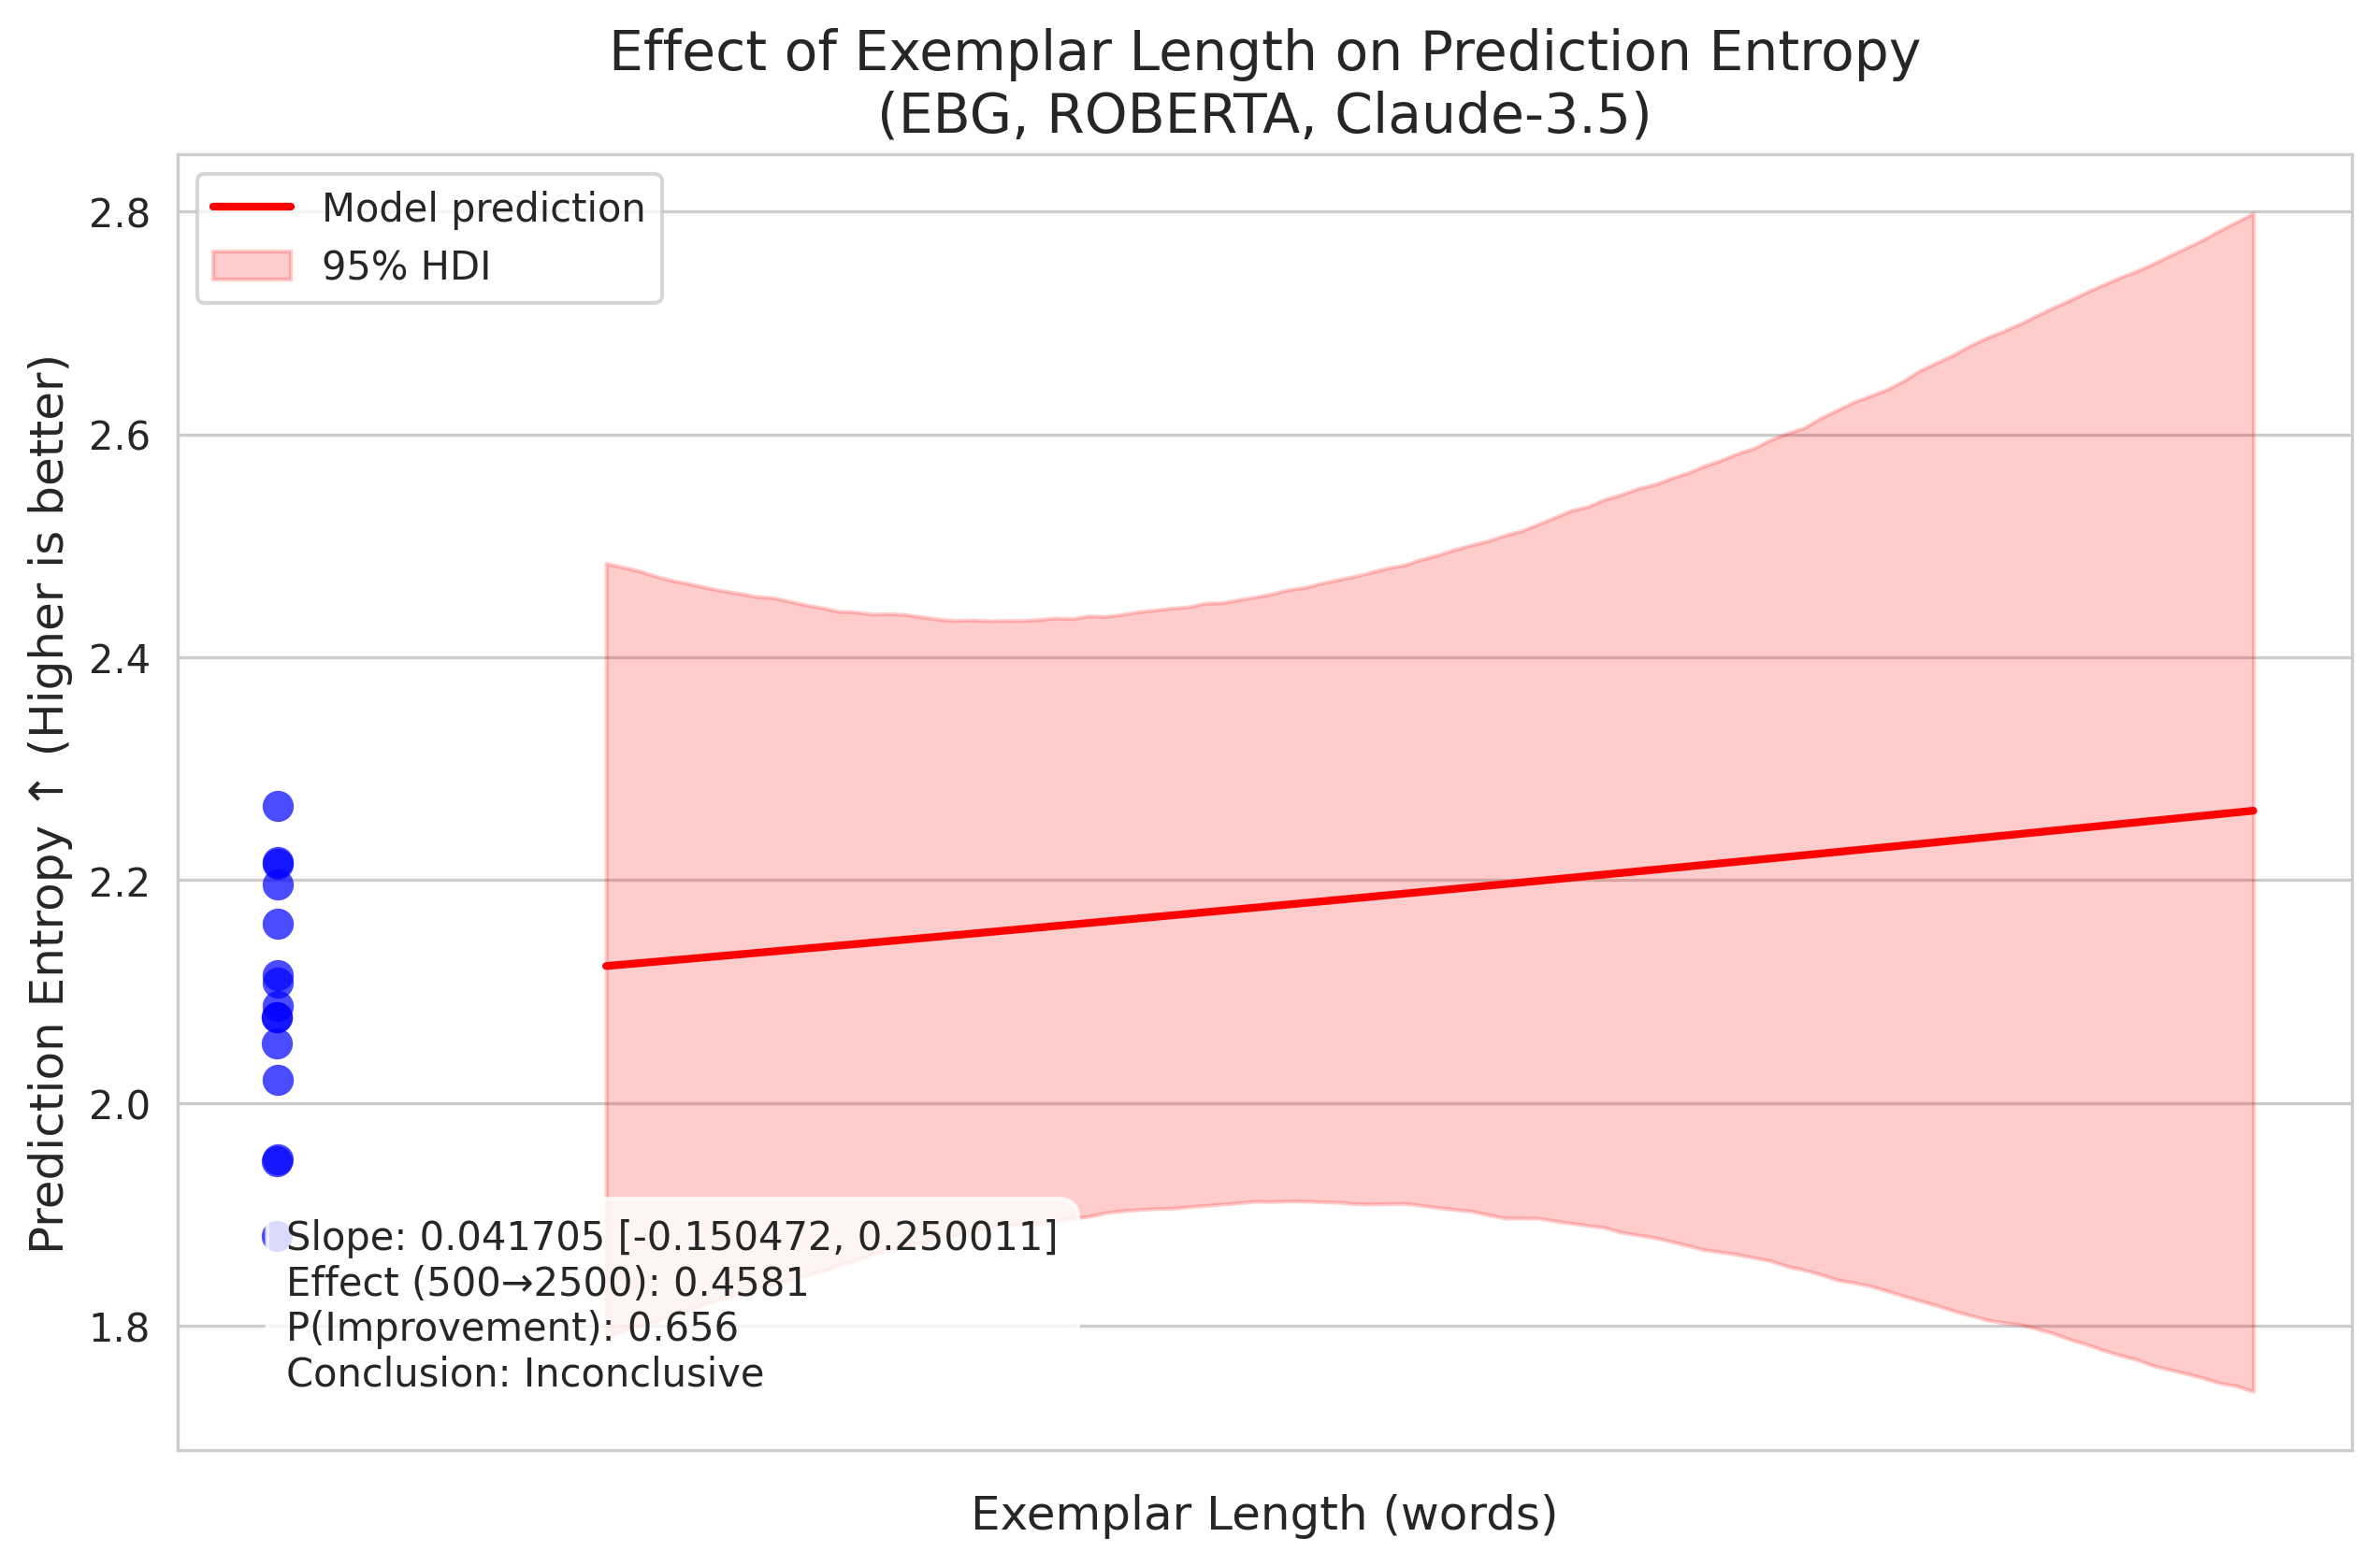 Effect of Exemplar Length on Prediction Entropy
(EBG, ROBERTA, Claude-3.5)
Model prediction
95% HDI
Prediction Entropy ↑ (Higher is better)
2.8
2.6
2.4
2.2
2.0
1.8
Slope: 0.041705 [-0.150472, 0.250011]
Effect (500→2500): 0.4581
P(Improvement): 0.656
Conclusion: Inconclusive
Exemplar Length (words)